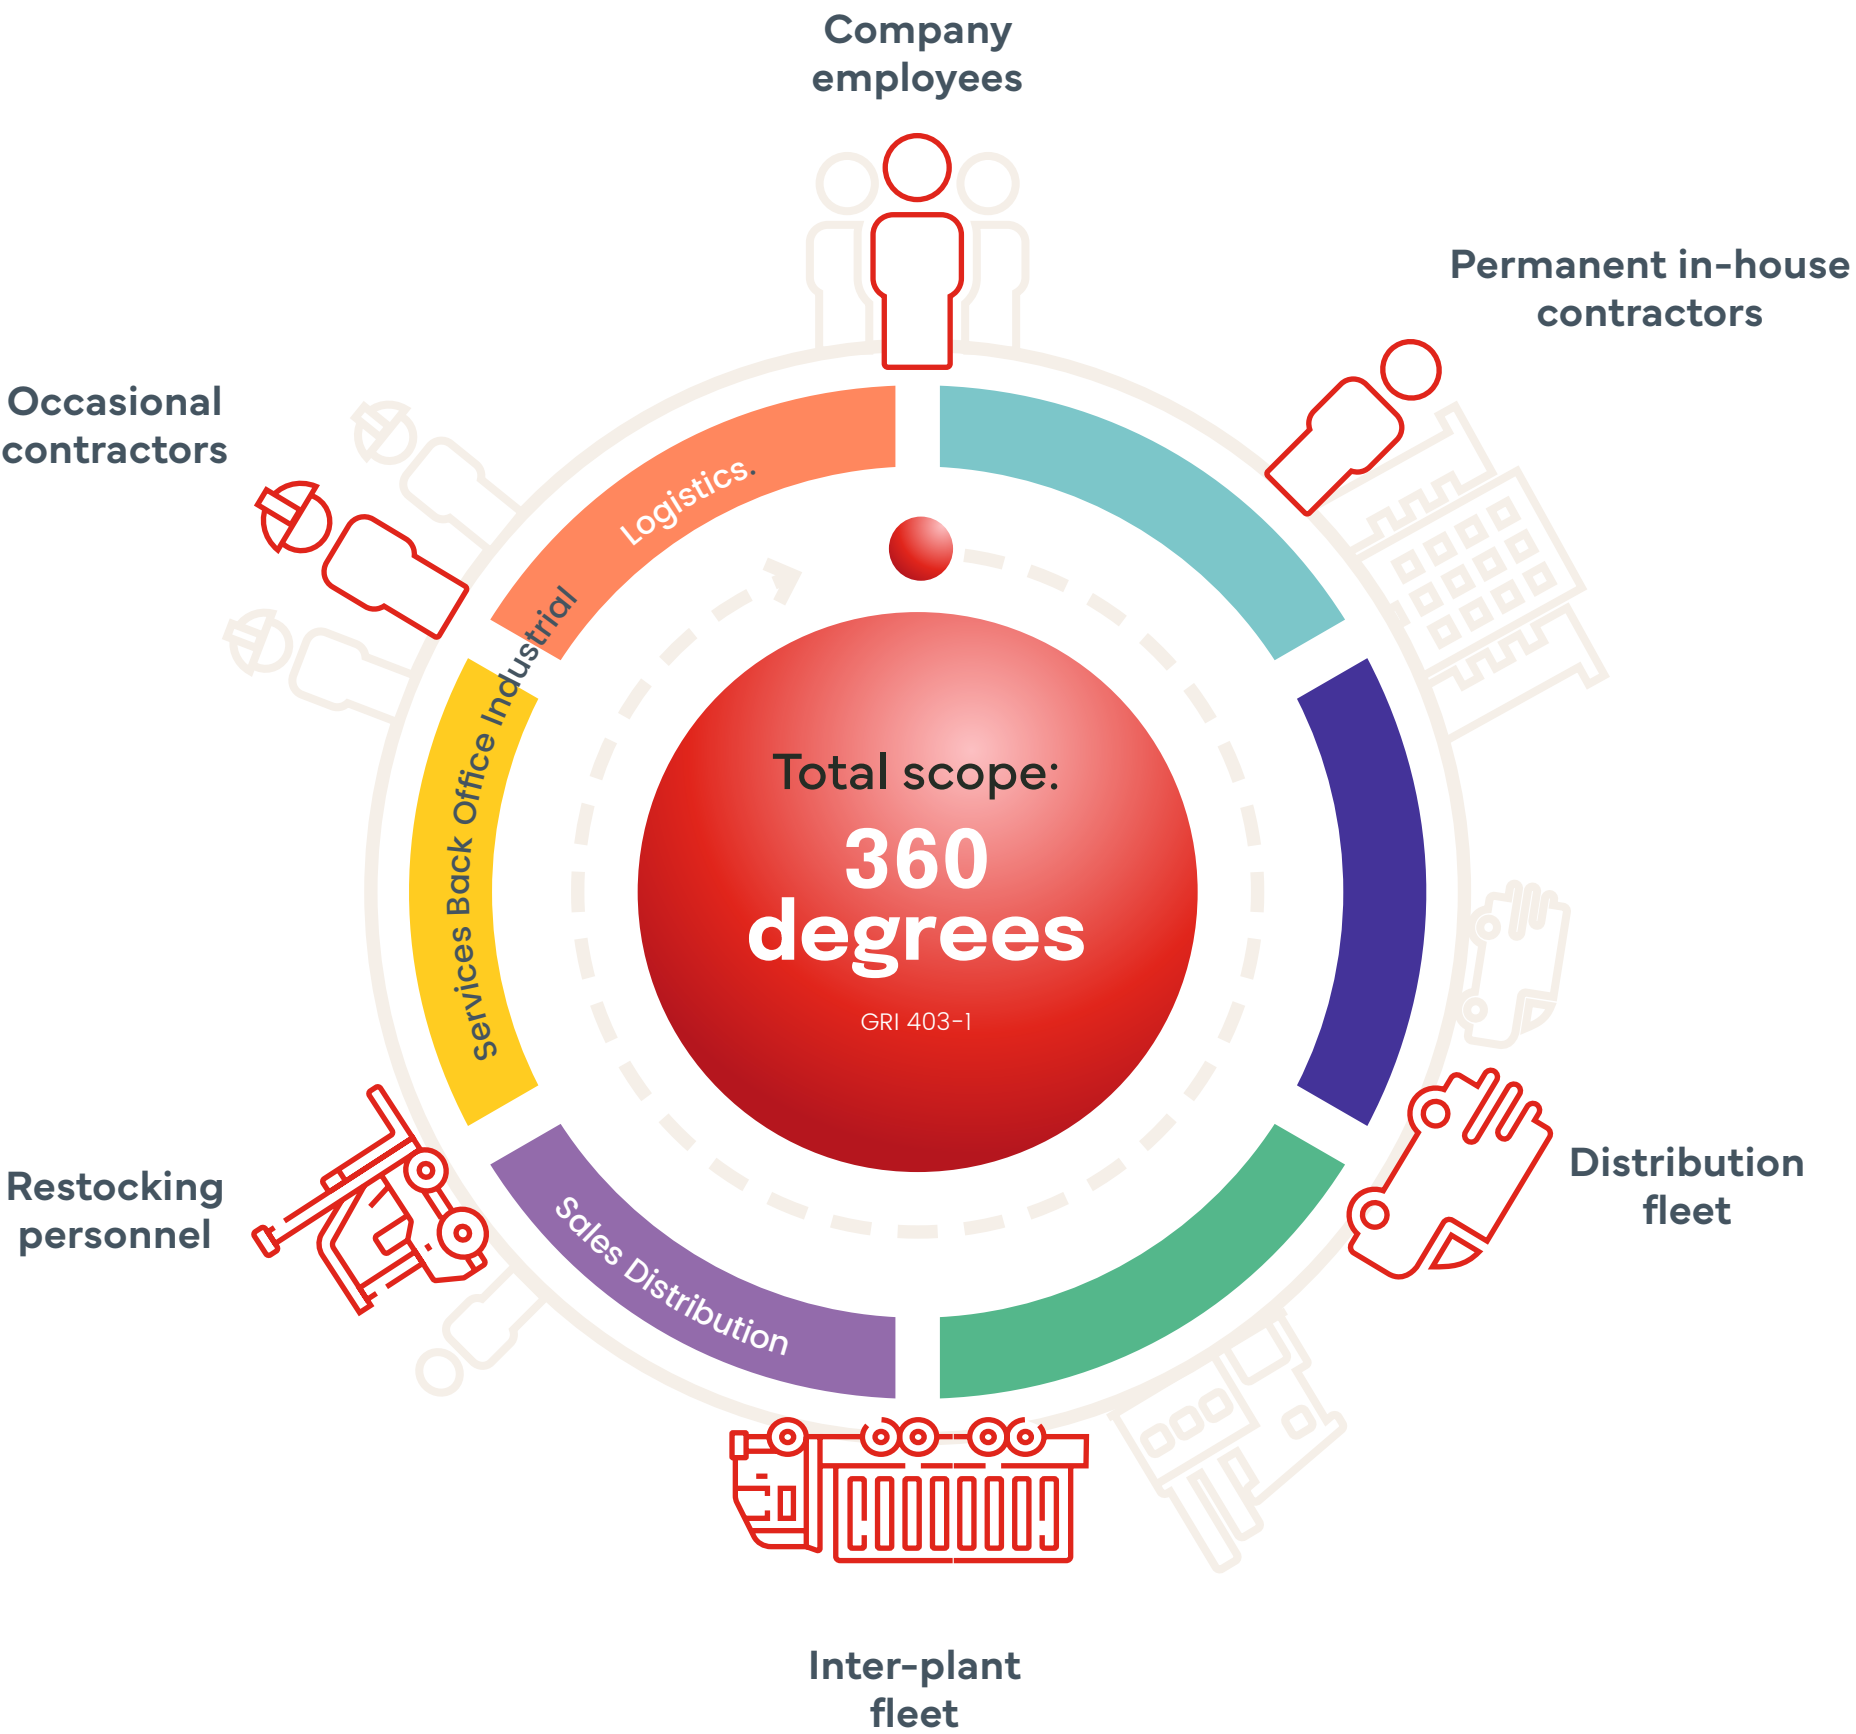 Company
employees
Permanent in-house
contractors
Occasional
contractors
Logistics.
Services Back Office Industrial
Total scope:
360
degrees
GRI 403-1
Sales Distribution
Distribution
fleet
Restocking
personnel
Inter-plant
fleet